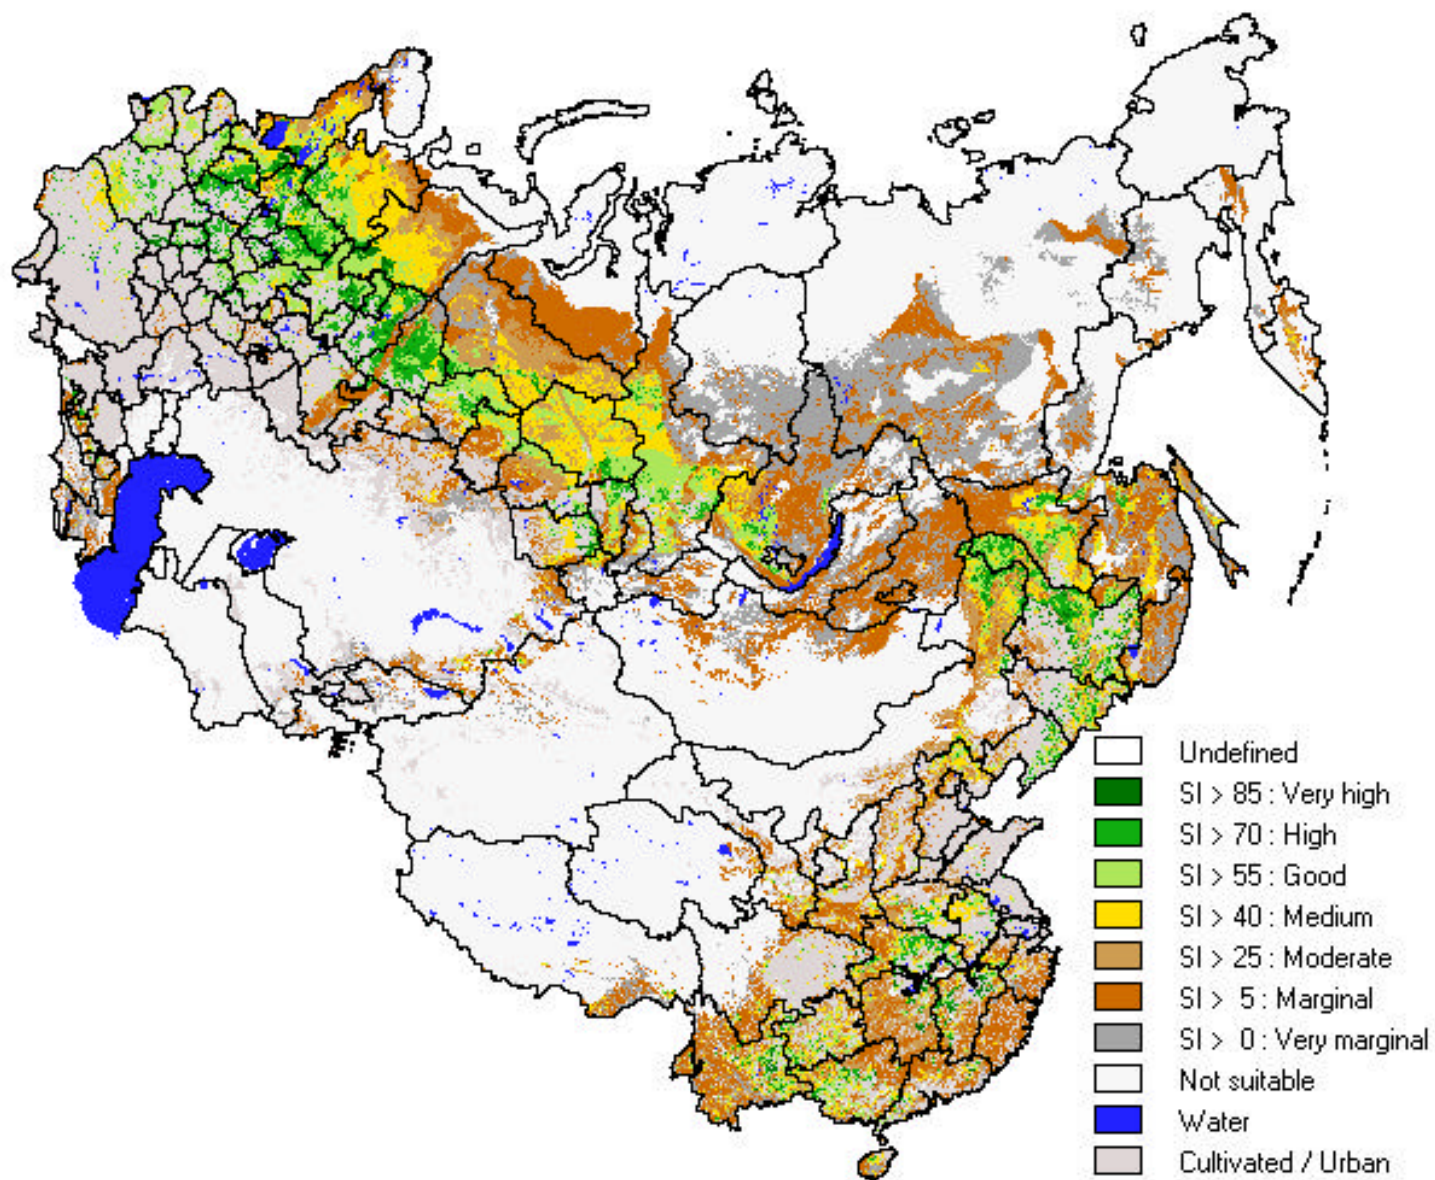 Undefined
SI > 85 : Very high
SI > 70 : High
SI > 55 : Good
SI > 40 : Medium
SI > 25 : Moderate
SI > 5 : Marginal
SI > 0 : Very marginal
Not suitable
Water
Cultivated / Urban